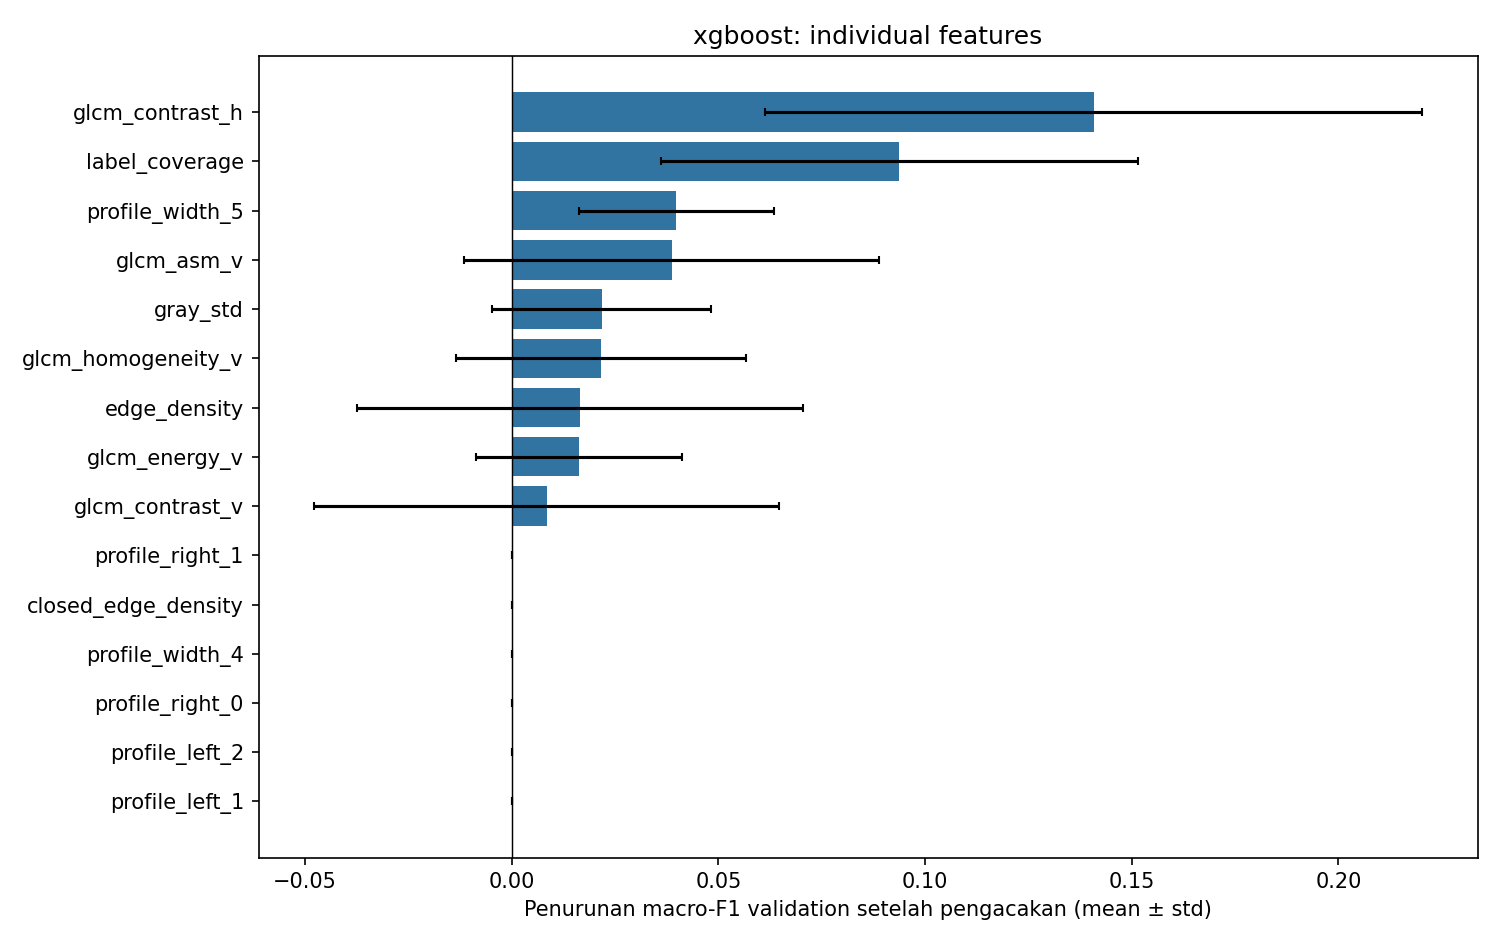 xgboost: individual features
glcm_contrast_h
label_coverage
profile_width_5
glcm_asm_v
gray_std
glcm_homogeneity_v
edge_density
glcm_energy_v
glcm_contrast_v
profile_right_1
closed_edge_density
profile_width_4
profile_right_0
profile_left_2
profile_left_1
−0.05 0.00 0.05 0.10 0.15 0.20
Penurunan macro-F1 validation setelah pengacakan (mean ± std)